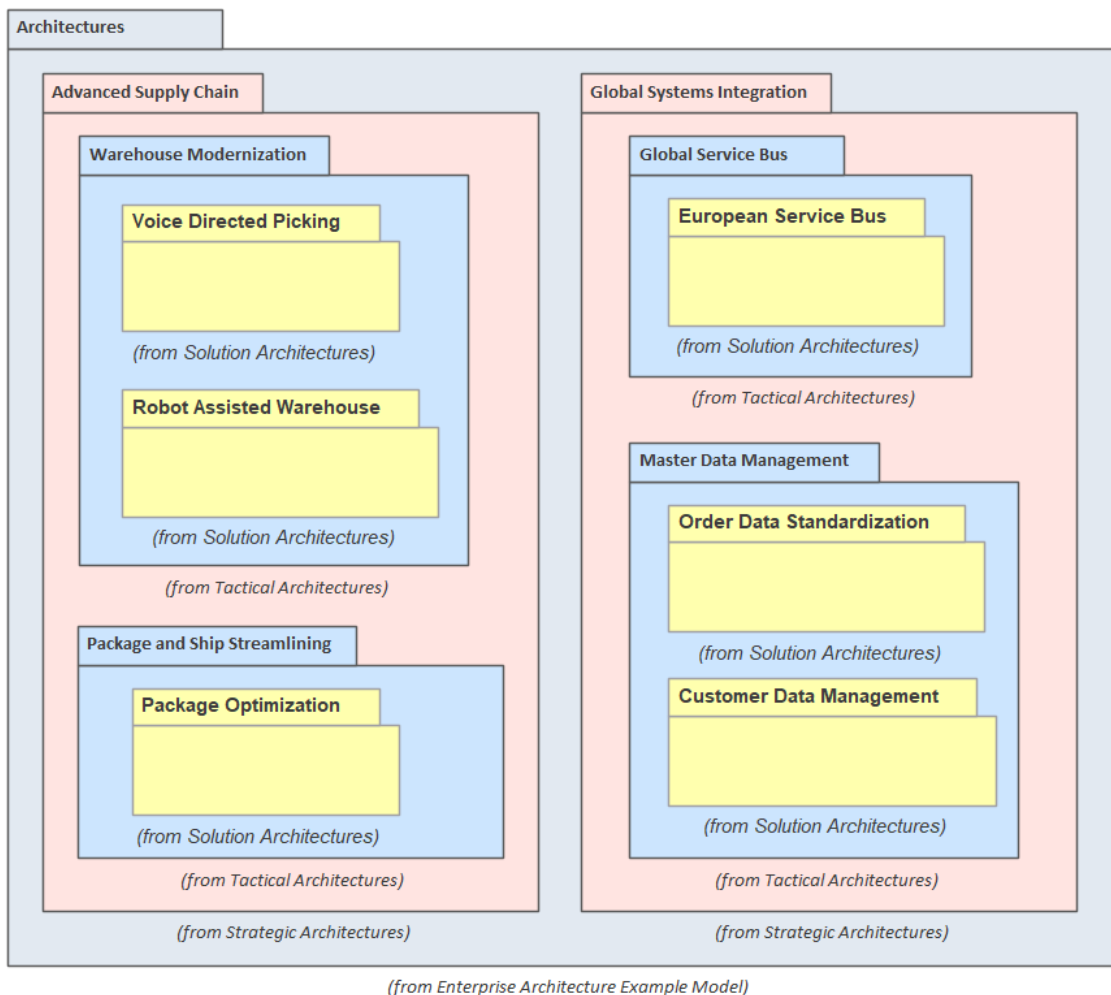 Architectures
Advanced Supply Chain
Warehouse Modernization
Voice Directed Picking
(from Solution Architectures)
Robot Assisted Warehouse
(from Solution Architectures)
(from Tactical Architectures)
Package and Ship Streamlining
Package Optimization
(from Solution Architectures)
(from Tactical Architectures)
(from Strategic Architectures)
Global Systems Integration
Global Service Bus
European Service Bus
(from Solution Architectures)
(from Tactical Architectures)
Master Data Management
Order Data Standardization
(from Solution Architectures)
Customer Data Management
(from Solution Architectures)
(from Tactical Architectures)
(from Strategic Architectures)
(from Enterprise Architecture Example Model)